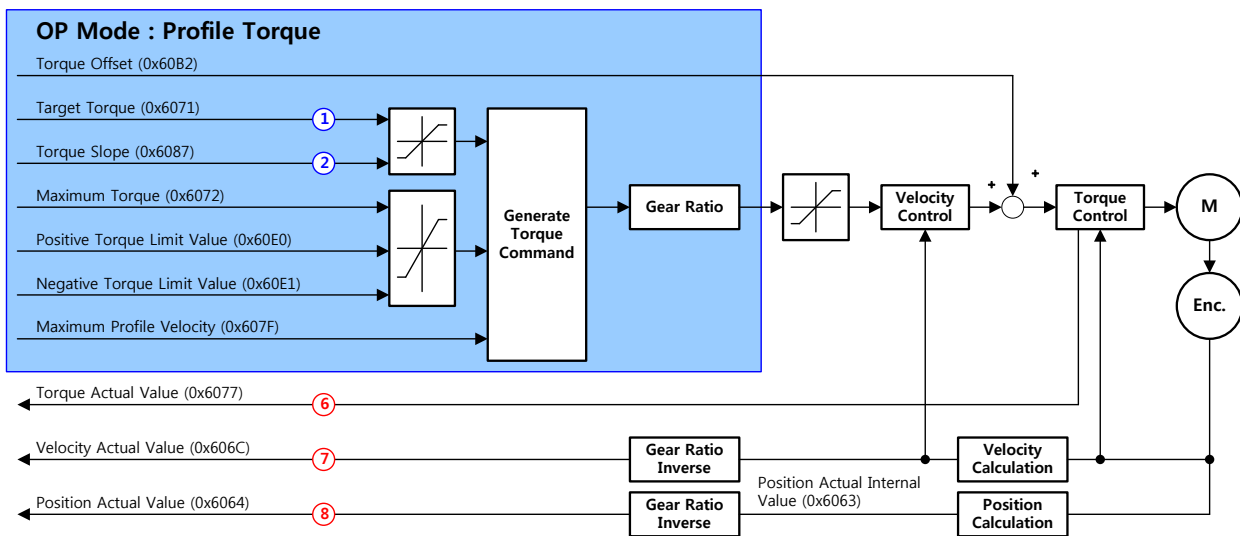 OP Mode : Profile Torque
Torque Offset (0x60B2)
Target Torque (0x6071)
1
Torque Slope (0x6087)
2
Maximum Torque (0x6072)
Positive Torque Limit Value (0x60E0)
Negative Torque Limit Value (0x60E1)
Maximum Profile Velocity (0x607F)
Generate
Torque
Command
Gear Ratio
Velocity
Control
+
+
Torque
Control
M
Enc.
Torque Actual Value (0x6077)
6
Velocity Actual Value (0x606C)
7
Gear Ratio
Inverse
Velocity
Calculation
Position Actual Value (0x6064)
8
Gear Ratio
Inverse
Position Actual Internal
Value (0x6063)
Position
Calculation